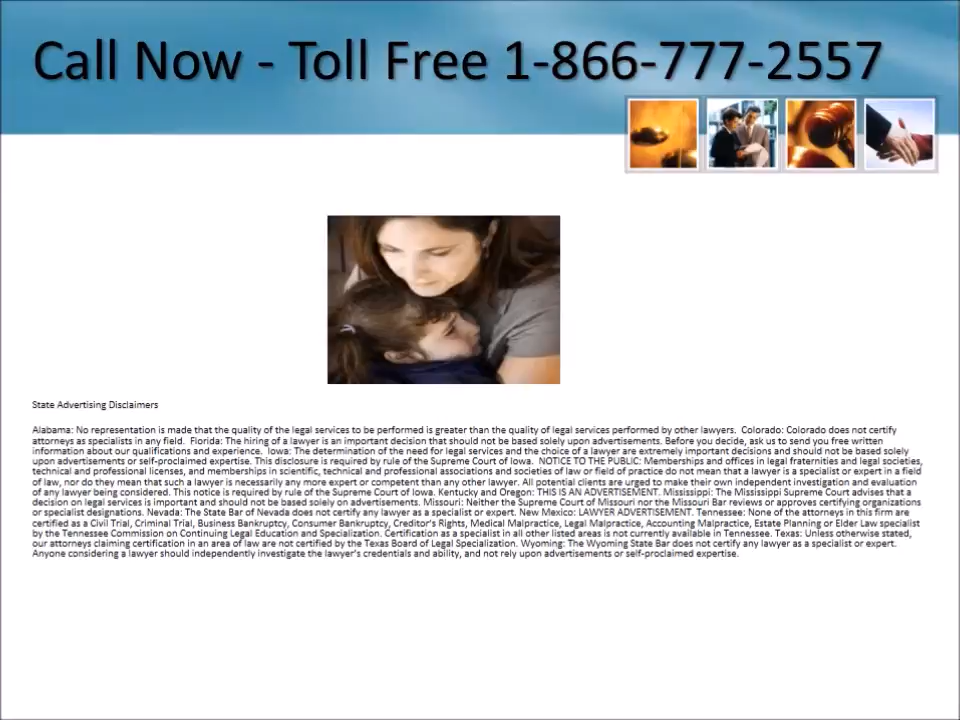 Call Now - Toll Free 1-866-777-2557
State Advertising Disclaimers
Alabama: No representation is made that the quality of the legal services to be performed is greater than the quality of legal services performed by other lawyers.  Colorado: Colorado does not certify
attorneys as specialists in any field.  Florida: The hiring of a lawyer is an important decision that should not be based solely upon advertisements. Before you decide, ask us to send you free written
information about our qualifications and experience.  Iowa: The determination of the need for legal services and the choice of a lawyer are extremely important decisions and should not be based solely
upon advertisements or self-proclaimed expertise. This disclosure is required by rule of the Supreme Court of Iowa.  NOTICE TO THE PUBLIC: Memberships and offices in legal fraternities and legal societies,
technical and professional licenses, and memberships in scientific, technical and professional associations and societies of law or field of practice do not mean that a lawyer is a specialist or expert in a field
of law, nor do they mean that such a lawyer is necessarily any more expert or competent than any other lawyer. All potential clients are urged to make their own independent investigation and evaluation
of any lawyer being considered. This notice is required by rule of the Supreme Court of Iowa. Kentucky and Oregon: THIS IS AN ADVERTISEMENT. Mississippi: The Mississippi Supreme Court advises that a
decision on legal services is important and should not be based solely on advertisements. Missouri: Neither the Supreme Court of Missouri nor the Missouri Bar reviews or approves certifying organizations
or specialist designations. Nevada: The State Bar of Nevada does not certify any lawyer as a specialist or expert. New Mexico: LAWYER ADVERTISEMENT. Tennessee: None of the attorneys in this firm are
certified as a Civil Trial, Criminal Trial, Business Bankruptcy, Consumer Bankruptcy, Creditor's Rights, Medical Malpractice, Legal Malpractice, Accounting Malpractice, Estate Planning or Elder Law specialist
by the Tennessee Commission on Continuing Legal Education and Specialization. Certification as a specialist in all other listed areas is not currently available in Tennessee. Texas: Unless otherwise stated,
our attorneys claiming certification in an area of law are not certified by the Texas Board of Legal Specialization. Wyoming: The Wyoming State Bar does not certify any lawyer as a specialist or expert.
Anyone considering a lawyer should independently investigate the lawyer's credentials and ability, and not rely upon advertisements or self-proclaimed expertise.